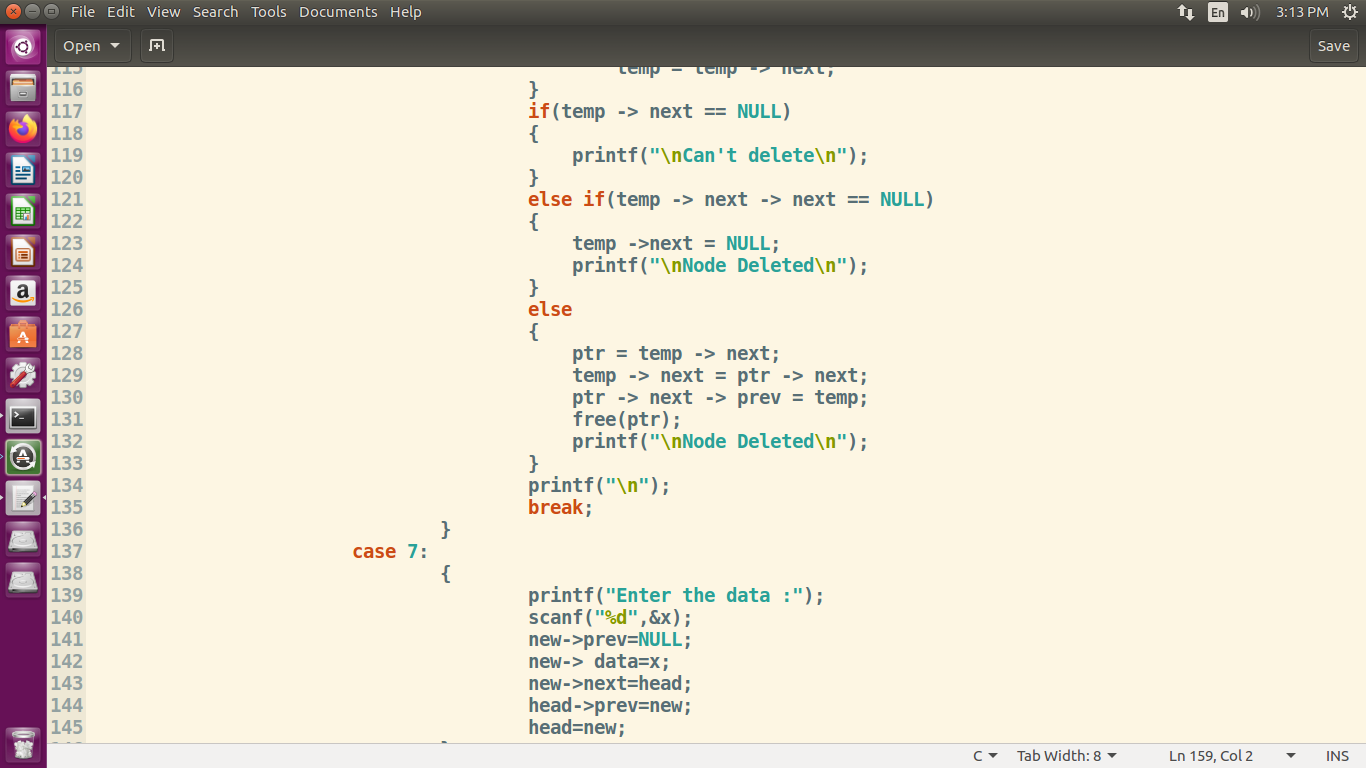 File Edit View Search Tools Documents Help
En
3:13 PM
Open
Save
115 temp = temp -> next;
116 }
117 if(temp -> next == NULL)
118 {
119 printf("\nCan't delete\n");
120 }
121 else if(temp -> next -> next == NULL)
122 {
123 temp ->next = NULL;
124 printf("\nNode Deleted\n");
125 }
126 else
127 {
128 ptr = temp -> next;
129 temp -> next = ptr -> next;
130 ptr -> next -> prev = temp;
131 free(ptr);
132 printf("\nNode Deleted\n");
133 }
134 printf("\n");
135 break;
136 }
137 case 7:
138 {
139 printf("Enter the data :");
140 scanf("%d",&x);
141 new->prev=NULL;
142 new-> data=x;
143 new->next=head;
144 head->prev=new;
145 head=new;
C Tab Width: 8 Ln 159, Col 2 INS